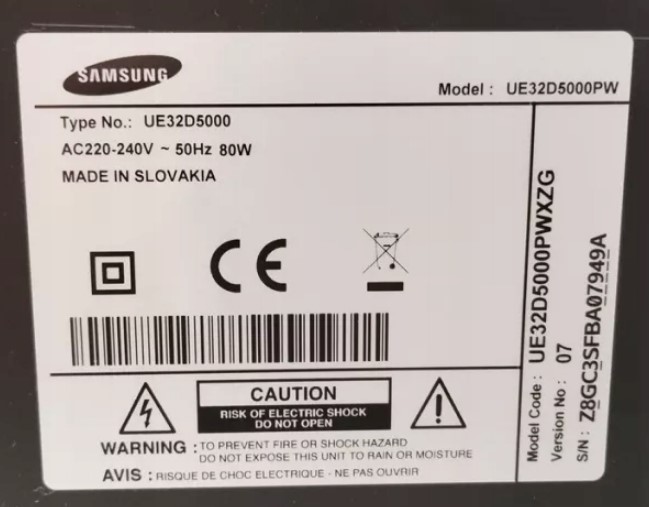 SAMSUNG
Model : UE32D5000PW
Type No.: UE32D5000
AC220-240V ~ 50Hz 80W
MADE IN SLOVAKIA
CE
CAUTION
RISK OF ELECTRIC SHOCK
DO NOT OPEN
WARNING : TO PREVENT FIRE OR SHOCK HAZARD
DO NOT EXPOSE THIS UNIT TO RAIN OR MOISTURE
AVIS : RISQUE DE CHOC ELECTRIQUE - NE PAS OUVRIR
Model Code : UE32D5000PWXZG
Version No : 07
S/N : Z8GC3SFBA07949A